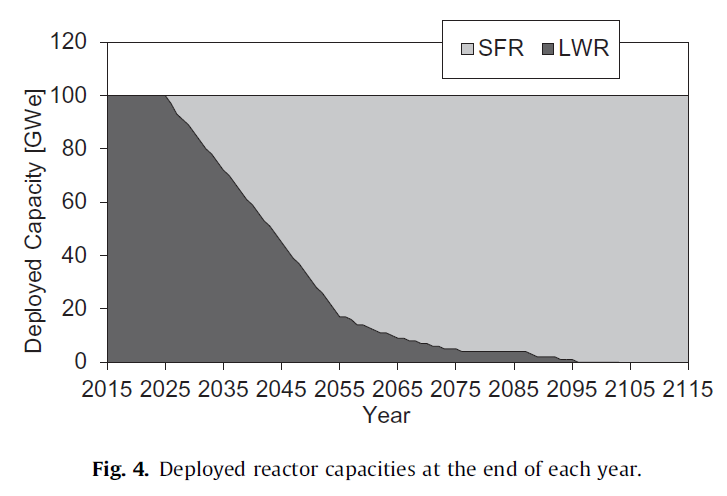 120
SFR LWR
100
80
60
40
20
0
Deployed Capacity [GWe]
2015 2025 2035 2045 2055 2065 2075 2085 2095 2105 2115
Year
Fig. 4. Deployed reactor capacities at the end of each year.